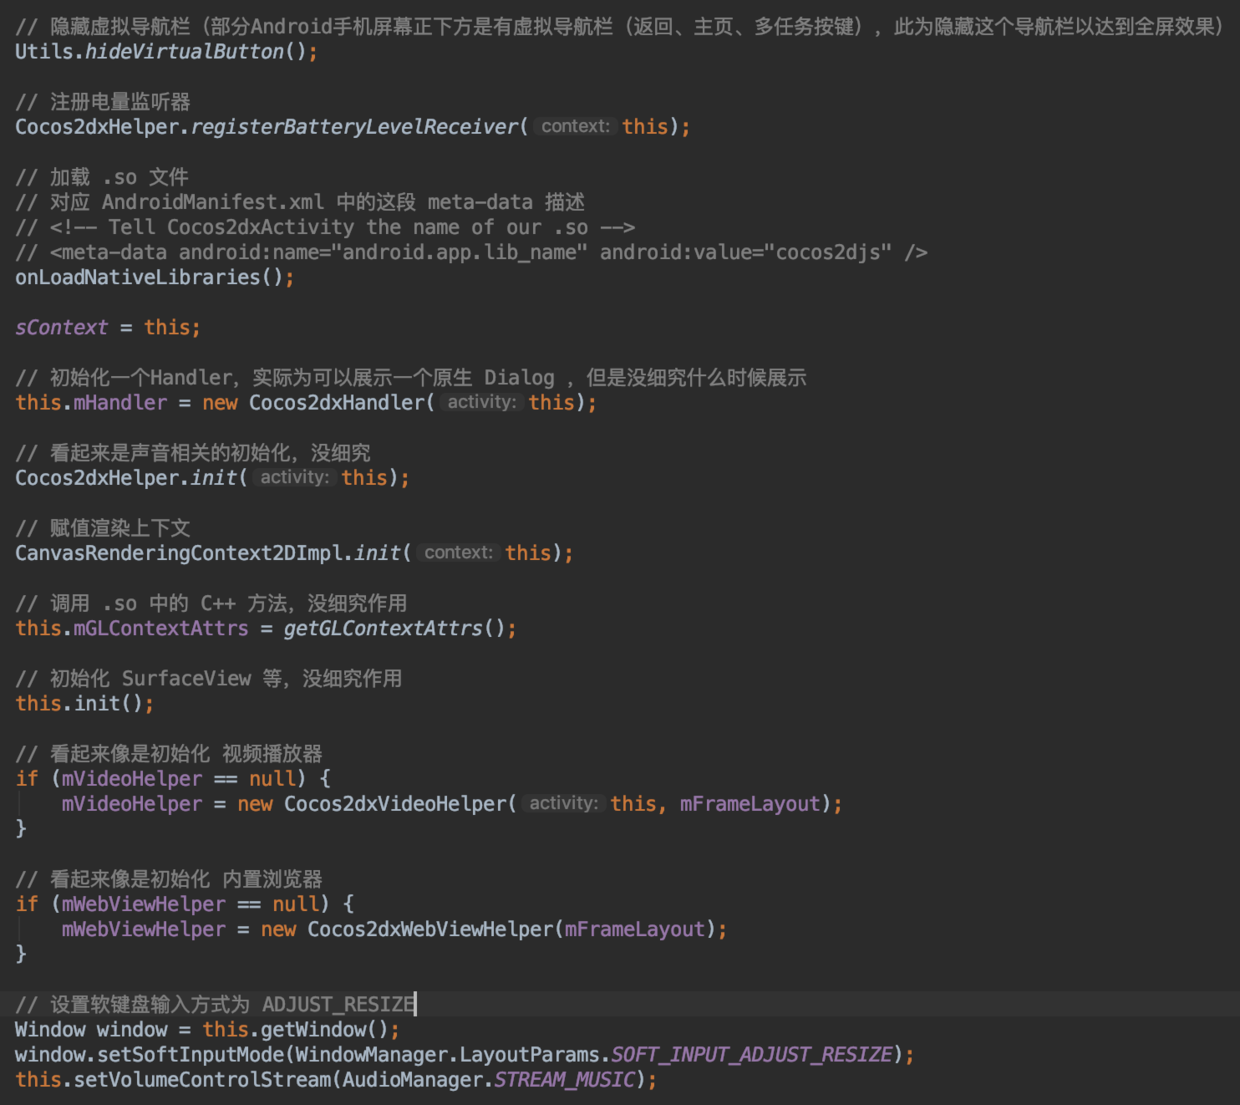 // 隐藏虚拟导航栏（部分Android手机屏幕正下方是有虚拟导航栏（返回、主页、多任务按键），此为隐藏这个导航栏以达到全屏效果）
Utils.hideVirtualButton();
// 注册电量监听器
Cocos2dxHelper.registerBatteryLevelReceiver( context: this);
// 加载 .so 文件
// 对应 AndroidManifest.xml 中的这段 meta-data 描述
// <!-- Tell Cocos2dxActivity the name of our .so -->
// <meta-data android:name="android.app.lib_name" android:value="cocos2djs" />
onLoadNativeLibraries();
sContext = this;
// 初始化一个Handler，实际为可以展示一个原生 Dialog ，但是没细究什么时候展示
this.mHandler = new Cocos2dxHandler( activity: this);
// 看起来是声音相关的初始化，没细究
Cocos2dxHelper.init( activity: this);
// 赋值渲染上下文
CanvasRenderingContext2DImpl.init( context: this);
// 调用 .so 中的 C++ 方法，没细究作用
this.mGLContextAttrs = getGLContextAttrs();
// 初始化 SurfaceView 等，没细究作用
this.init();
// 看起来像是初始化 视频播放器
if (mVideoHelper == null) {
    mVideoHelper = new Cocos2dxVideoHelper( activity: this, mFrameLayout);
}
// 看起来像是初始化 内置浏览器
if (mWebViewHelper == null) {
    mWebViewHelper = new Cocos2dxWebViewHelper(mFrameLayout);
}
// 设置软键盘输入方式为 ADJUST_RESIZE
Window window = this.getWindow();
window.setSoftInputMode(WindowManager.LayoutParams.SOFT_INPUT_ADJUST_RESIZE);
this.setVolumeControlStream(AudioManager.STREAM_MUSIC);